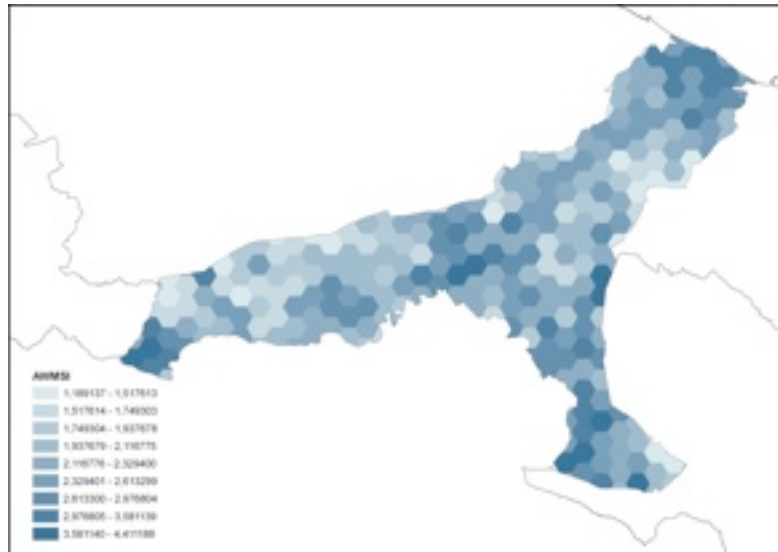 AWMSI
1,189137 - 1,517613
1,517614 - 1,749303
1,749304 - 1,937678
1,937679 - 2,116775
2,116776 - 2,329400
2,329401 - 2,613299
2,613300 - 2,976804
2,976805 - 3,581139
3,581140 - 4,411188